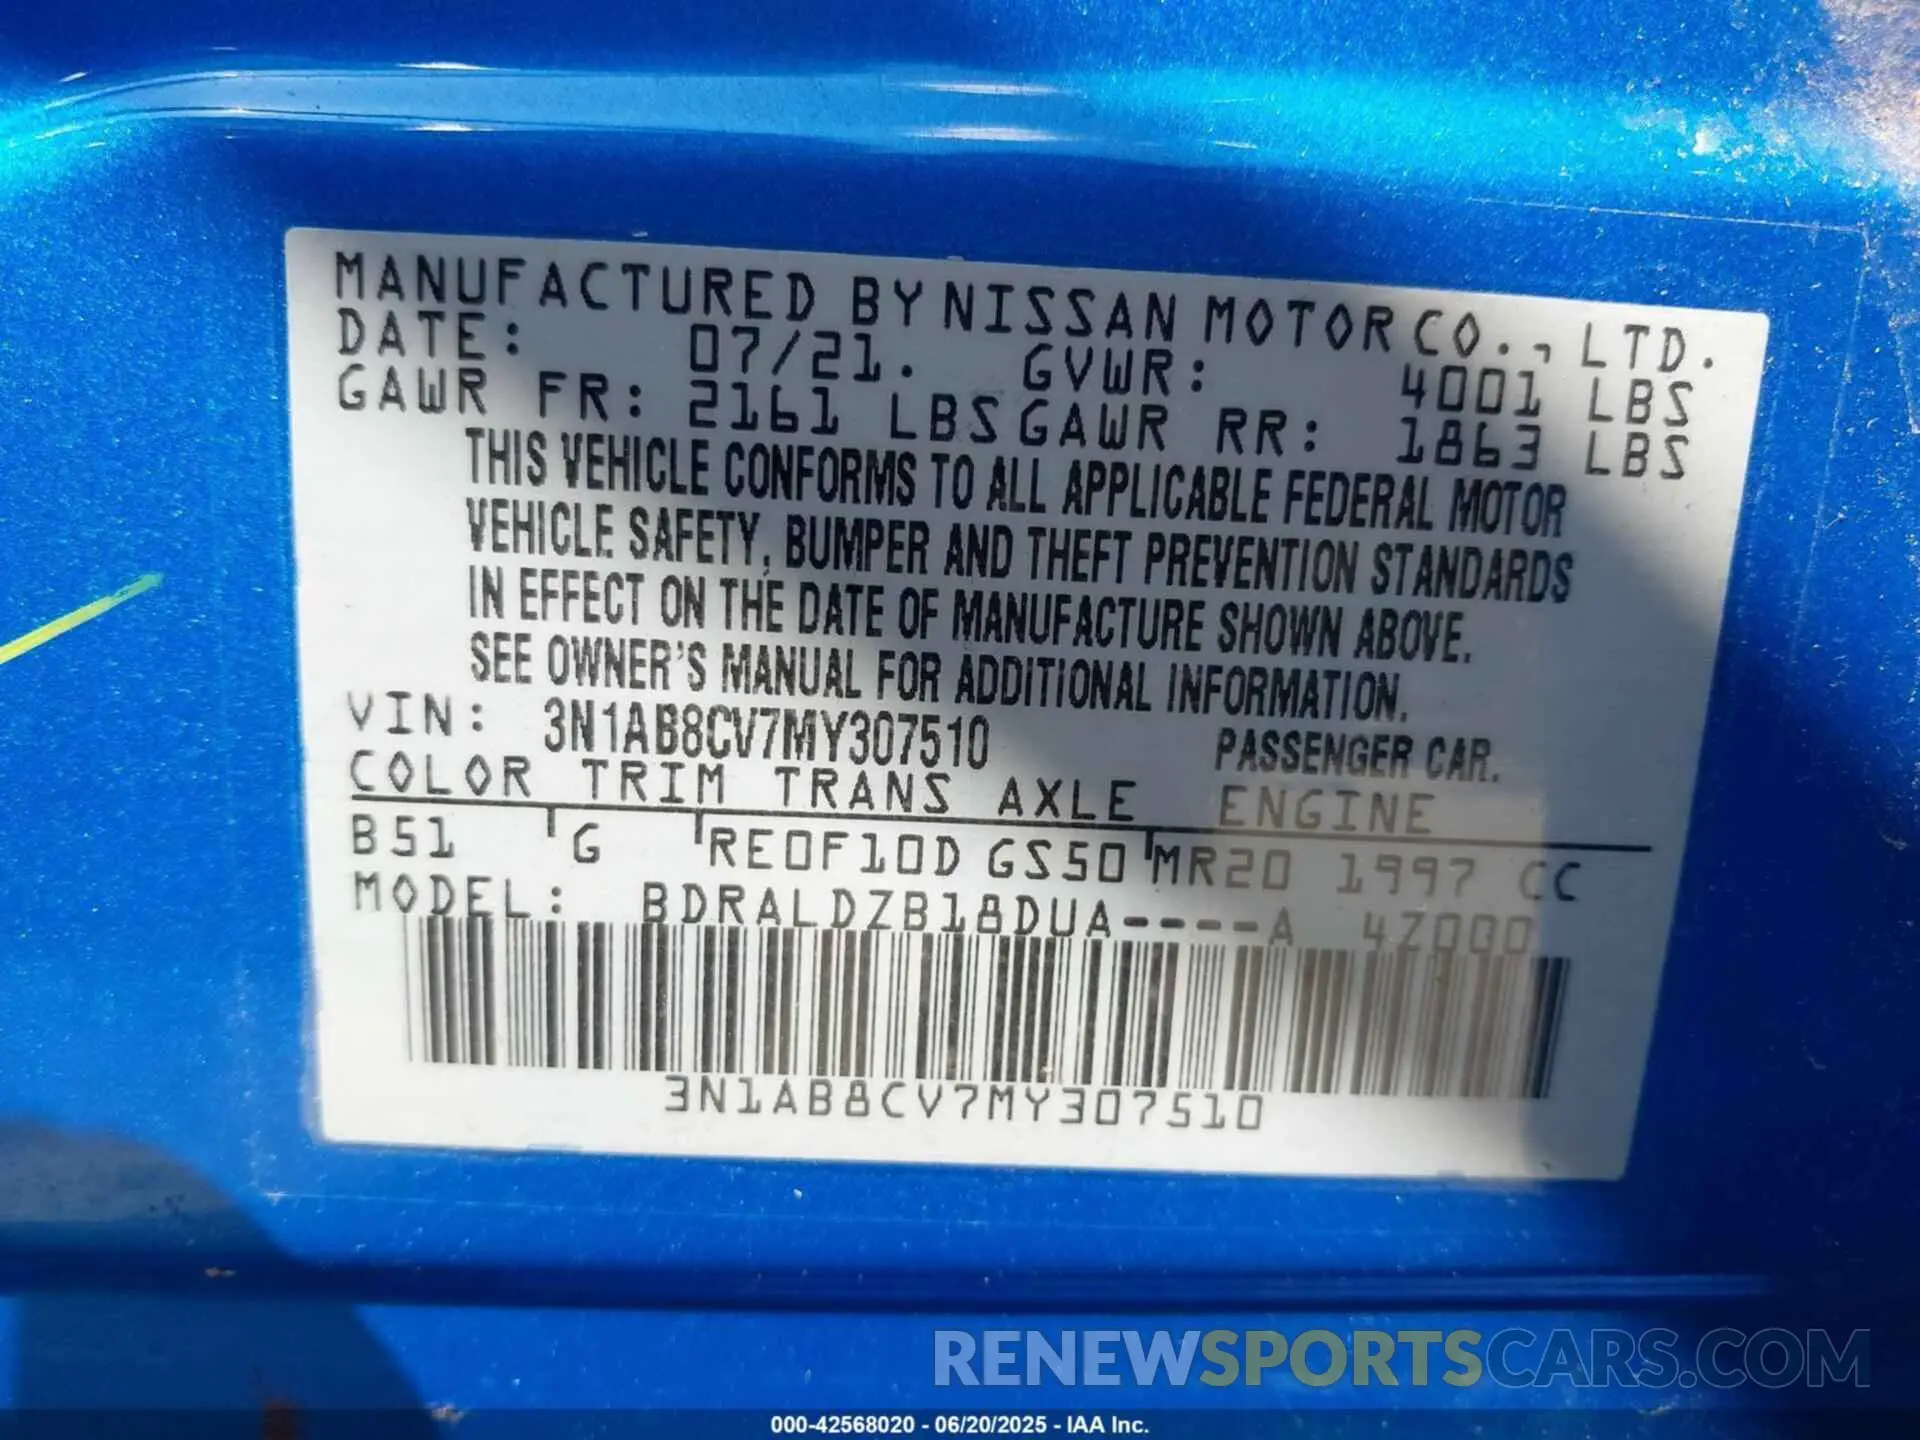 MANUFACTURED BY NISSAN MOTOR CO., LTD.
DATE: 07/21. GVWR: 4001 LBS
GAWR FR: 2161 LBS GAWR RR: 1863 LBS
THIS VEHICLE CONFORMS TO ALL APPLICABLE FEDERAL MOTOR
VEHICLE SAFETY, BUMPER AND THEFT PREVENTION STANDARDS
IN EFFECT ON THE DATE OF MANUFACTURE SHOWN ABOVE.
SEE OWNER'S MANUAL FOR ADDITIONAL INFORMATION.
VIN: 3N1AB8CV7MY307510 PASSENGER CAR.
COLOR TRIM TRANS AXLE ENGINE
B51 G RE0F10D GS50 MR20 1997 CC
MODEL: BDRALDZB18DUA----A 4Z000
3N1AB8CV7MY307510
RENEWSPORTSCARS.COM
000-42568020 - 06/20/2025 - IAA Inc.